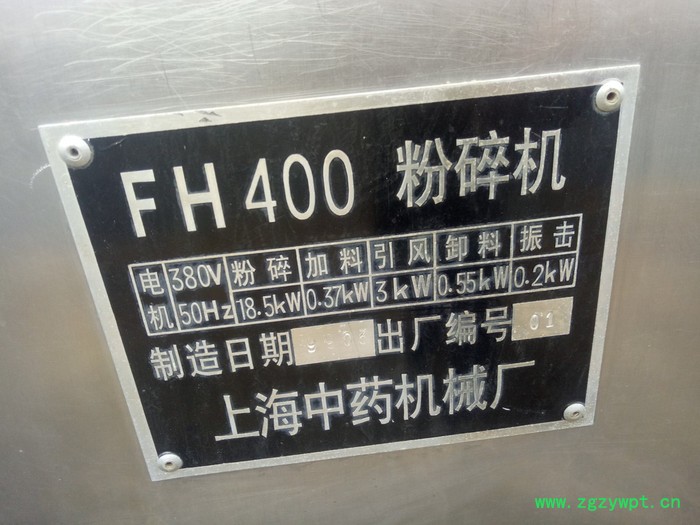 FH400 粉碎机
电机 380V 粉碎 加料 引风 卸料 振击
50Hz 18.5kW 0.37kW 3kW 0.55kW 0.2kW
制造日期 出厂编号 01
上海中药机械厂
www.zgzywpt.cn